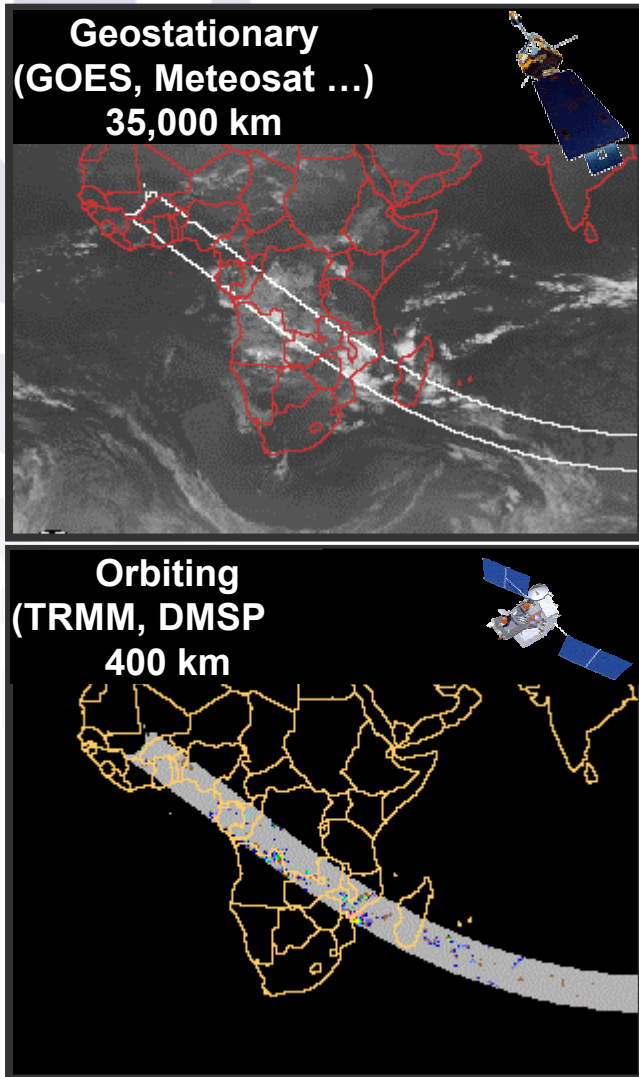 Geostationary
(GOES, Meteosat …)
35,000 km
Orbiting
(TRMM, DMSP
400 km